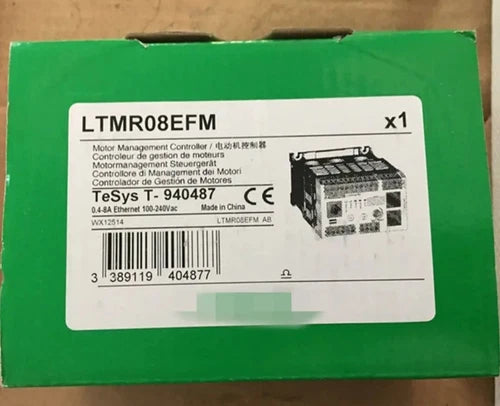 LTMR08EFM x1
Motor Management Controller / 电动机控制器
Controleur de gestion de moteurs
Motormanagement Steuergerät
Controllore di Management dei Motori
Controlador de Gestión de Motores
TeSys T- 940487 CE
0.4-8A Ethernet 100-240Vac Made in China
WX12514 LTMR08EFM AB
3 389119 404877